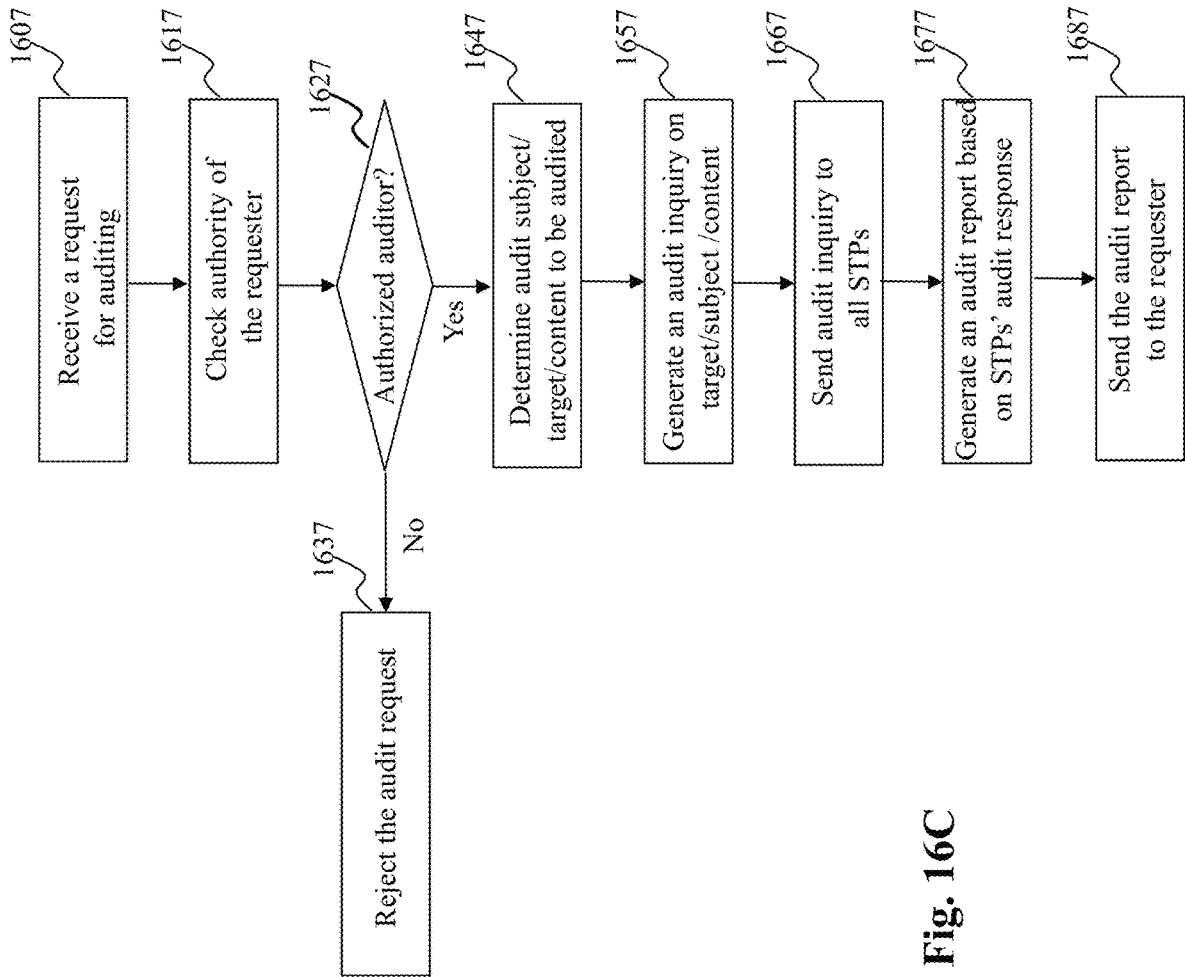 1607
Receive a request
for auditing
1617
Check authority of
the requester
1627
Authorized auditor?
No
Yes
1637
Reject the audit request
1647
Determine audit subject/
target/content to be audited
1657
Generate an audit inquiry on
target/subject /content
1667
Send audit inquiry to
all STPs
1677
Generate an audit report based
on STPs’ audit response
1687
Send the audit report
to the requester
Fig. 16C